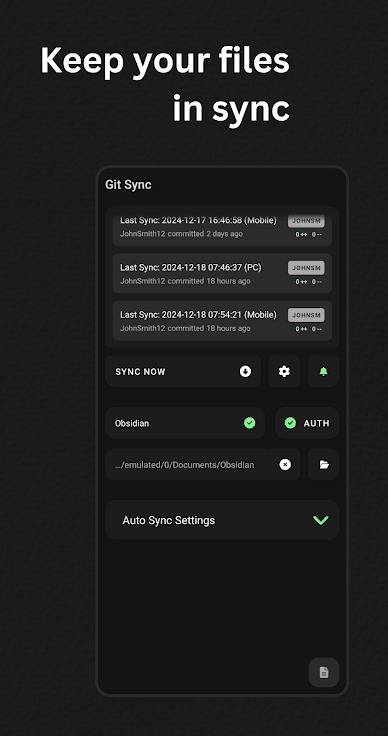 Keep your files
in sync
Git Sync
Last Sync: 2024-12-17 16:46:58 (Mobile)
JOHNSM
JohnSmith12 committed 2 days ago
0 ++ 0 --
Last Sync: 2024-12-18 07:46:37 (PC)
JOHNSM
JohnSmith12 committed 18 hours ago
0 ++ 0 --
Last Sync: 2024-12-18 07:54:21 (Mobile)
JOHNSM
JohnSmith12 committed 18 hours ago
0 ++ 0 --
SYNC NOW
Obsidian
AUTH
…/emulated/0/Documents/Obsidian
Auto Sync Settings